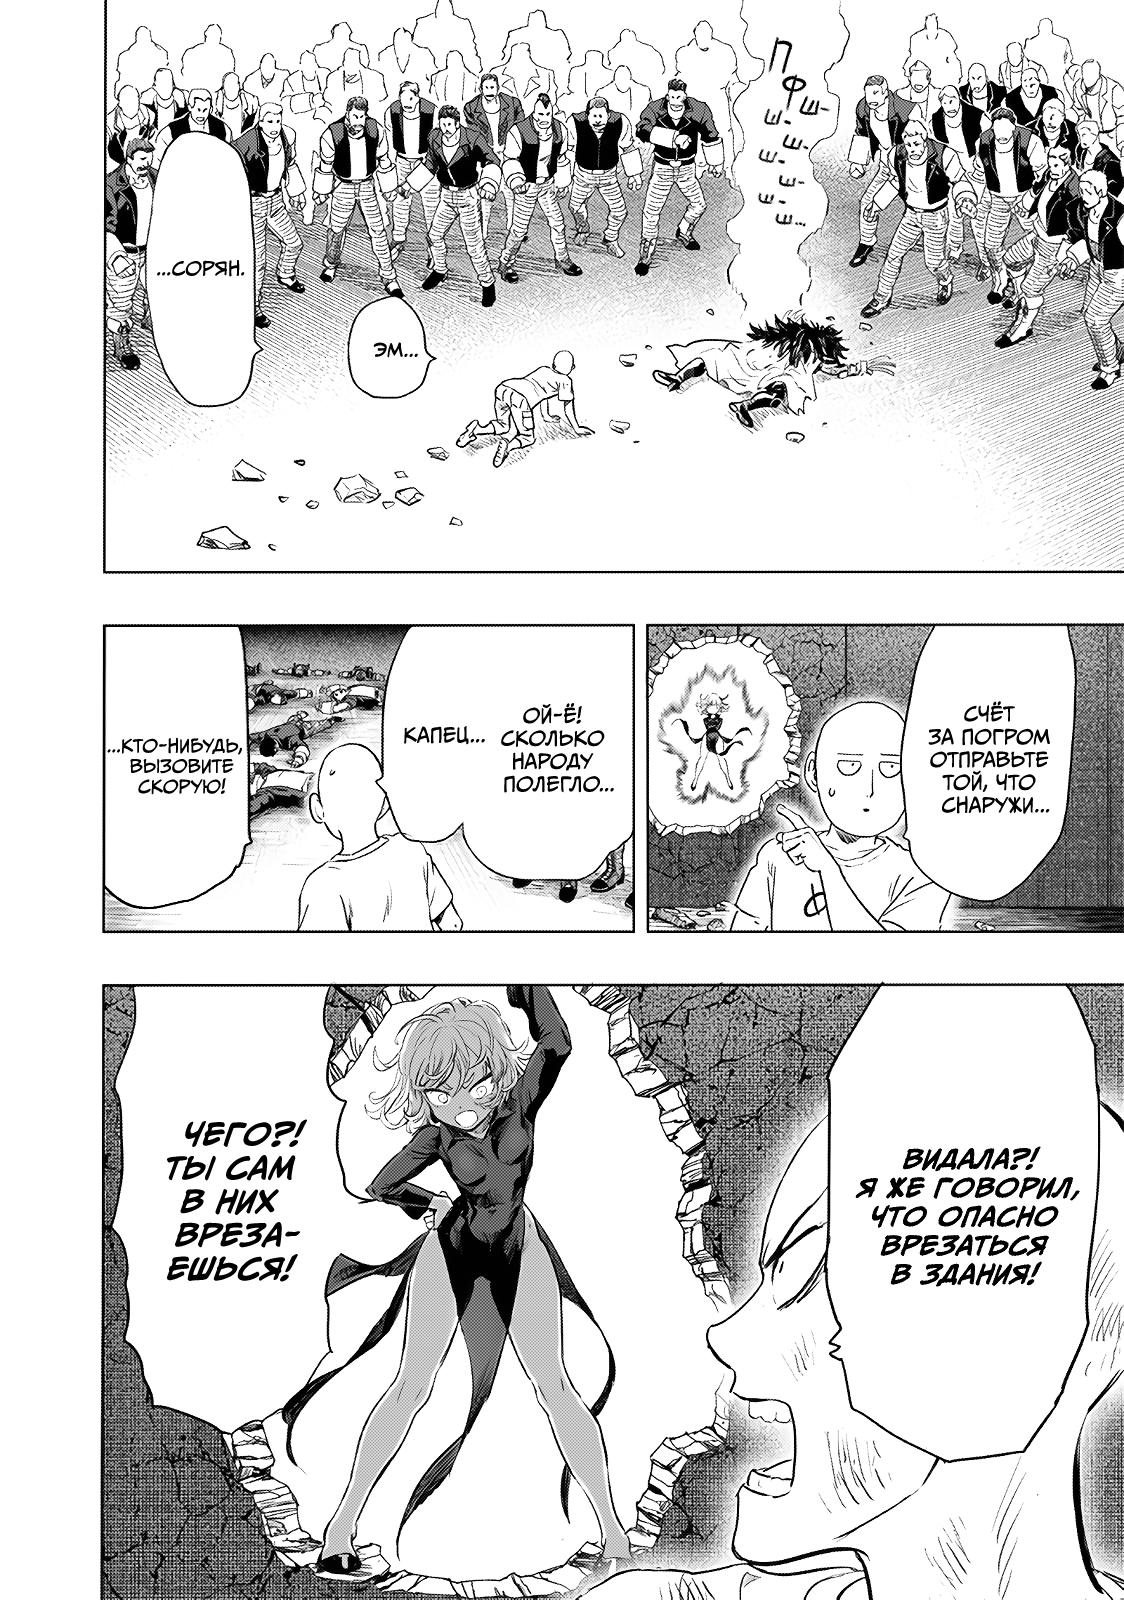 ПФШ-
Ш-Ш-
Ш-Ш-
Ш-Ш...
ЭМ...
...СОРЯН.
СЧЁТ
ЗА ПОГРОМ
ОТПРАВЬТЕ
ТОЙ, ЧТО
СНАРУЖИ...
ОЙ-Ё!
СКОЛЬКО
НАРОДУ
ПОЛЕГЛО...
КАПЕЦ...
...КТО-НИБУДЬ,
ВЫЗОВИТЕ
СКОРУЮ!
ВИДАЛА?!
Я ЖЕ ГОВОРИЛ,
ЧТО ОПАСНО
ВРЕЗАТЬСЯ
В ЗДАНИЯ!
ЧЕГО?!
ТЫ САМ
В НИХ
ВРЕЗА-
ЕШЬСЯ!